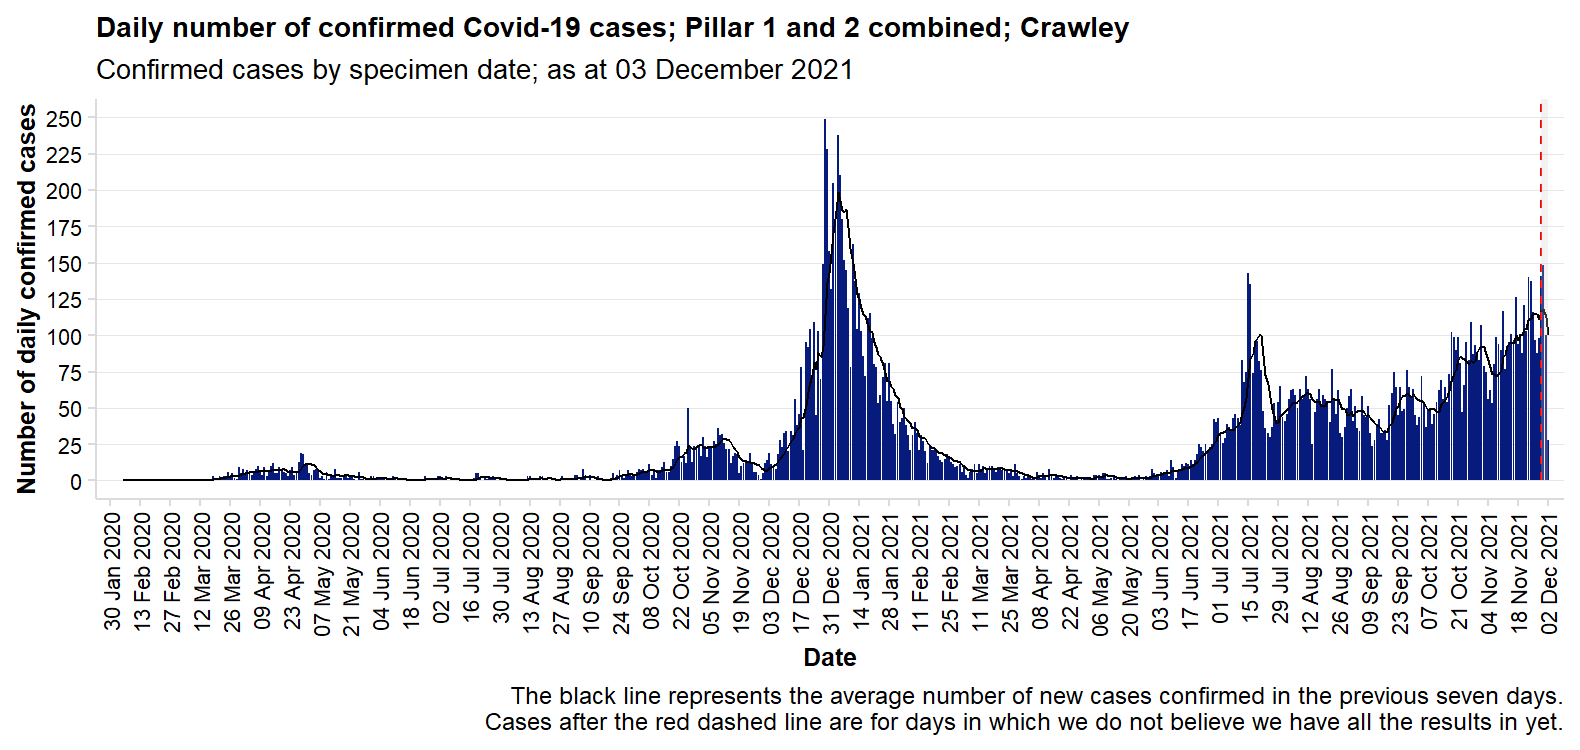 Daily number of confirmed Covid-19 cases; Pillar 1 and 2 combined; Crawley
Confirmed cases by specimen date; as at 03 December 2021
Number of daily confirmed cases
250
225
200
175
150
125
100
75
50
25
0
30 Jan 2020
13 Feb 2020
27 Feb 2020
12 Mar 2020
26 Mar 2020
09 Apr 2020
23 Apr 2020
07 May 2020
21 May 2020
04 Jun 2020
18 Jun 2020
02 Jul 2020
16 Jul 2020
30 Jul 2020
13 Aug 2020
27 Aug 2020
10 Sep 2020
24 Sep 2020
08 Oct 2020
22 Oct 2020
05 Nov 2020
19 Nov 2020
03 Dec 2020
17 Dec 2020
31 Dec 2020
14 Jan 2021
28 Jan 2021
11 Feb 2021
25 Feb 2021
11 Mar 2021
25 Mar 2021
08 Apr 2021
22 Apr 2021
06 May 2021
20 May 2021
03 Jun 2021
17 Jun 2021
01 Jul 2021
15 Jul 2021
29 Jul 2021
12 Aug 2021
26 Aug 2021
09 Sep 2021
23 Sep 2021
07 Oct 2021
21 Oct 2021
04 Nov 2021
18 Nov 2021
02 Dec 2021
Date
The black line represents the average number of new cases confirmed in the previous seven days.
Cases after the red dashed line are for days in which we do not believe we have all the results in yet.